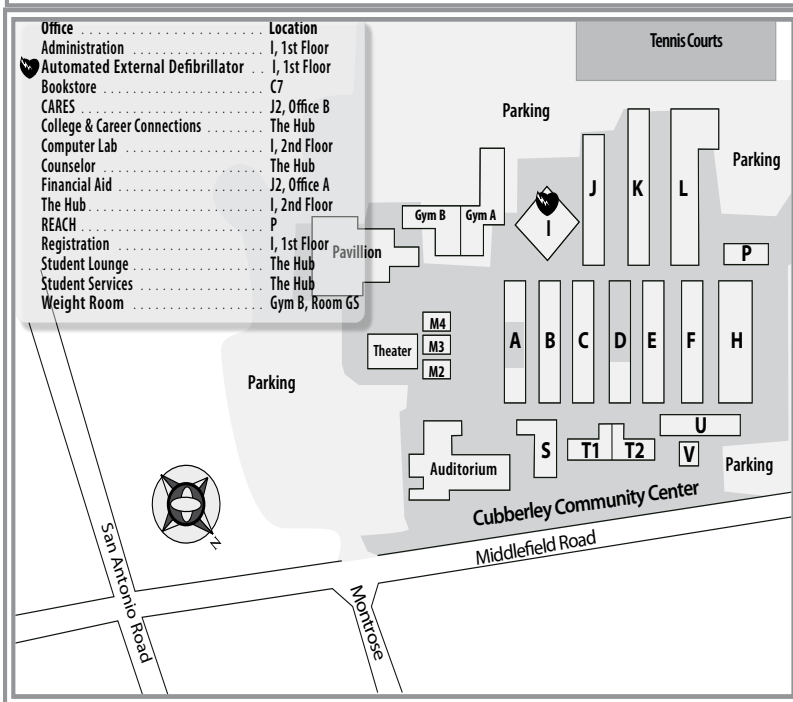 Office . . . . . . . . . . . . . . . . . . . . . . . . Location
Administration . . . . . . . . . . . . . . . . . . I, 1st Floor
Automated External Defibrillator . . I, 1st Floor
Bookstore . . . . . . . . . . . . . . . . . . . . . . C7
CARES . . . . . . . . . . . . . . . . . . . . . . . . . J2, Office B
College & Career Connections . . . . . . . . The Hub
Computer Lab . . . . . . . . . . . . . . . . . . . I, 2nd Floor
Counselor . . . . . . . . . . . . . . . . . . . . . . The Hub
Financial Aid . . . . . . . . . . . . . . . . . . . . J2, Office A
The Hub . . . . . . . . . . . . . . . . . . . . . . . . I, 2nd Floor
REACH . . . . . . . . . . . . . . . . . . . . . . . . . P
Registration . . . . . . . . . . . . . . . . . . . . I, 1st Floor
Student Lounge . . . . . . . . . . . . . . . . . . The Hub
Student Services . . . . . . . . . . . . . . . . . The Hub
Weight Room . . . . . . . . . . . . . . . . . . . Gym B, Room GS
Tennis Courts
Parking
Parking
J
K
L
Gym B
Gym A
I
P
Pavillion
M4
M3
M2
Theater
A
B
C
D
E
F
H
Parking
U
S
T1
T2
V
Auditorium
Parking
Cubberley Community Center
Middlefield Road
N
San Antonio Road
Montrose